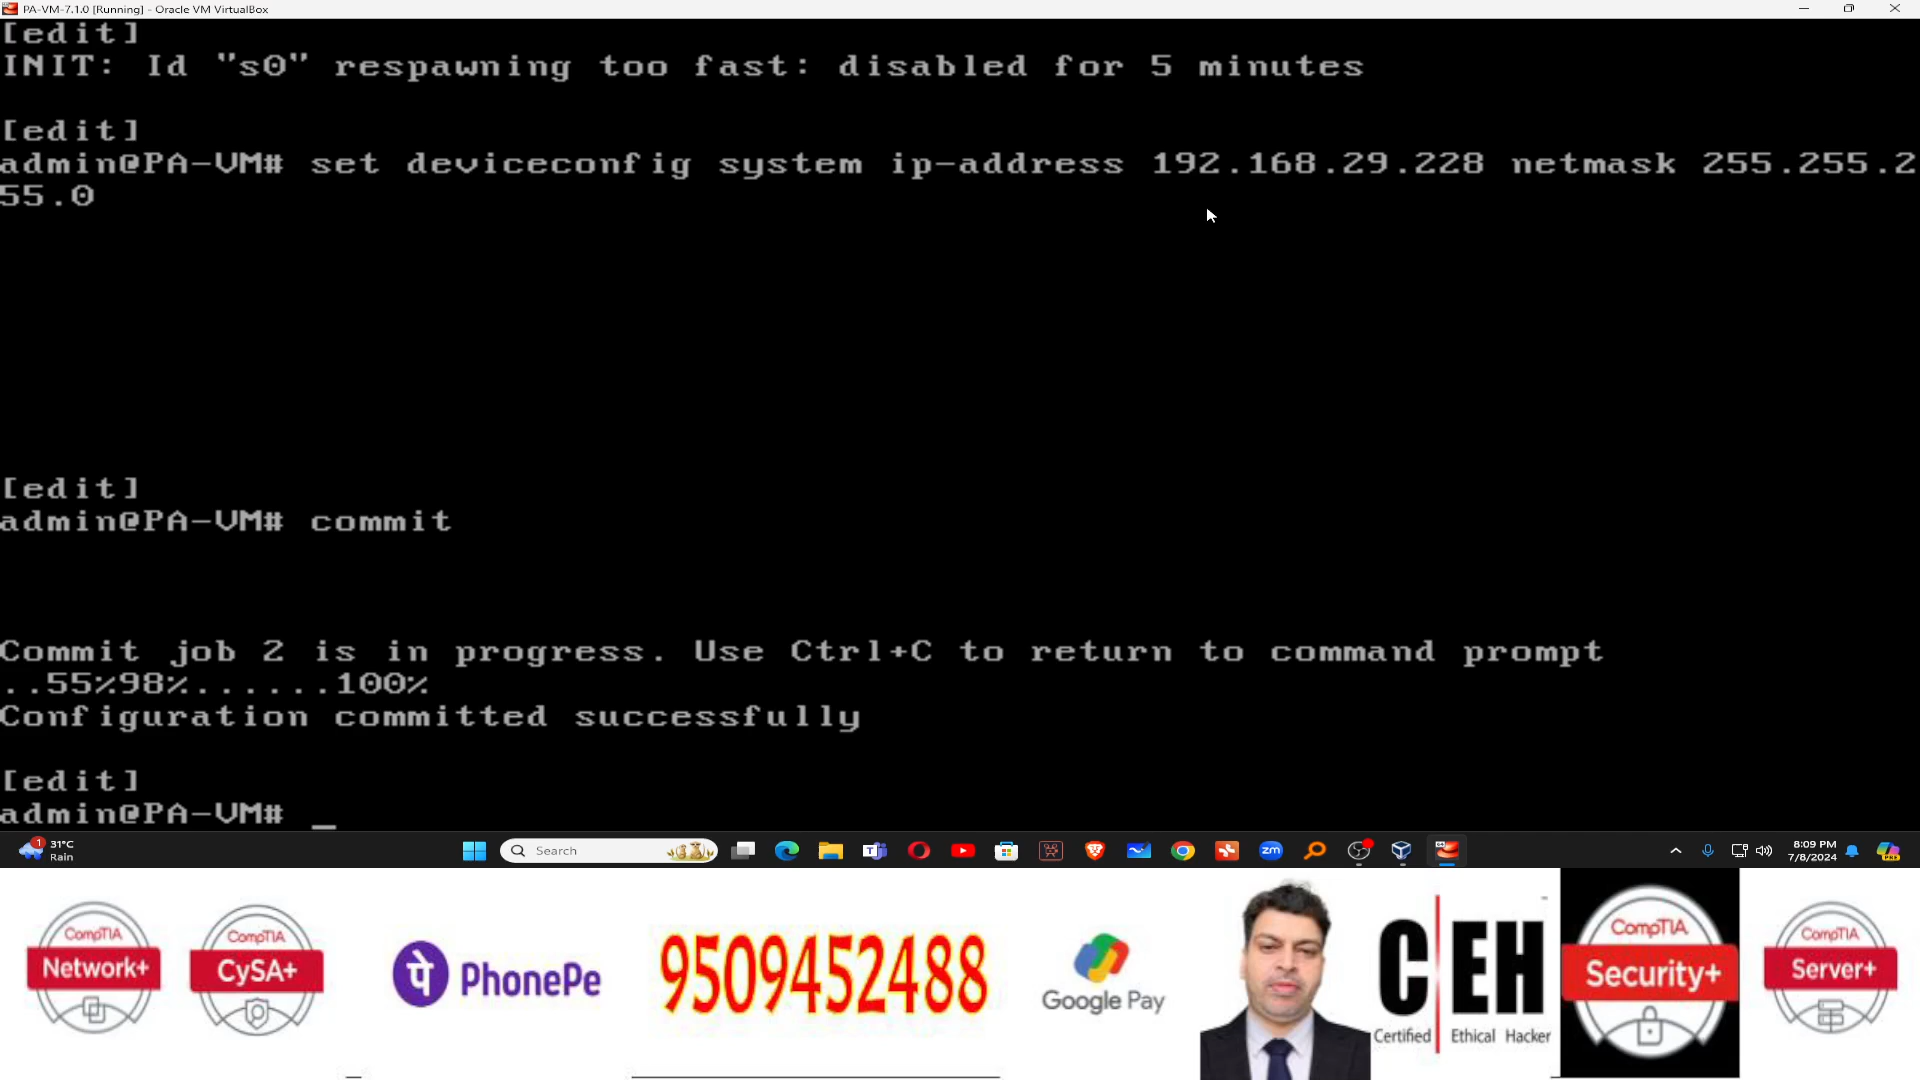 PA-VM-7.1.0 [Running] - Oracle VM VirtualBox
[edit]
INIT: Id "s0" respawning too fast: disabled for 5 minutes
[edit]
admin@PA-VM# set deviceconfig system ip-address 192.168.29.228 netmask 255.255.2
55.0
[edit]
admin@PA-VM# commit
Commit job 2 is in progress. Use Ctrl+C to return to command prompt
..55%98%......100%
Configuration committed successfully
[edit]
admin@PA-VM# _
1
31°C
Rain
Search
zm
8:09 PM
7/8/2024
CompTIA
Network+
CompTIA
CySA+
पे PhonePe
9509452488
Google Pay
C EH
Certified Ethical Hacker
CompTIA
Security+
CompTIA
Server+